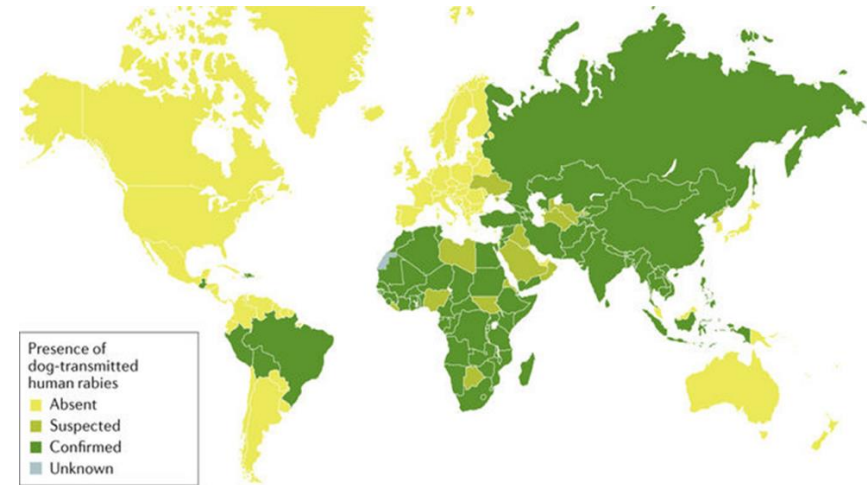 Presence of
dog-transmitted
human rabies
Absent
Suspected
Confirmed
Unknown